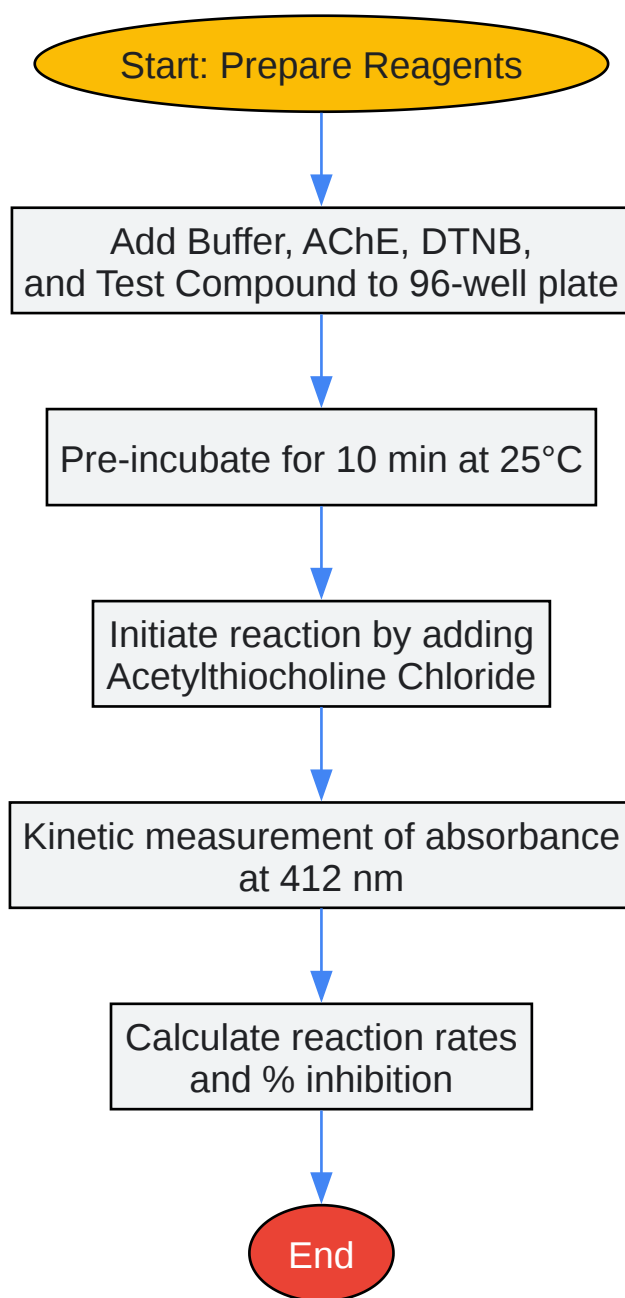 Start: Prepare Reagents
Add Buffer, AChE, DTNB,
and Test Compound to 96-well plate
Pre-incubate for 10 min at 25°C
Initiate reaction by adding
Acetylthiocholine Chloride
Kinetic measurement of absorbance
at 412 nm
Calculate reaction rates
and % inhibition
End